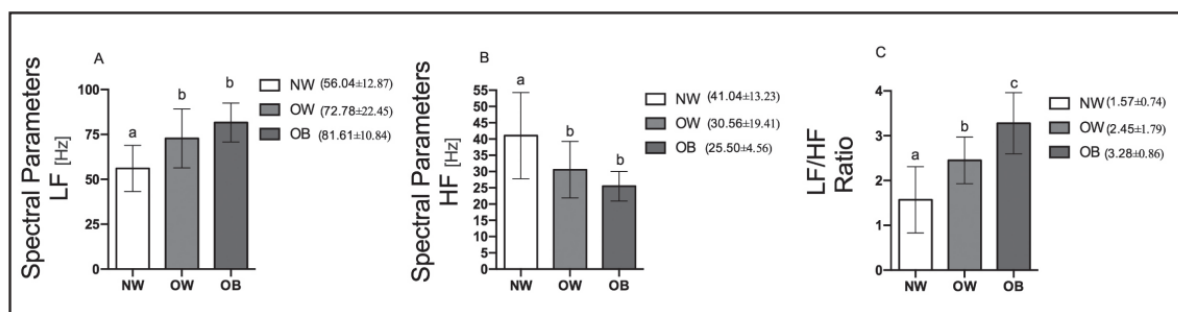 A
Spectral Parameters
LF [Hz]
100
75
50
25
0
a
b
b
NW
OW
OB
NW (56.04±12.87)
OW (72.78±22.45)
OB (81.61±10.84)
B
Spectral Parameters
HF [Hz]
55
50
45
40
35
30
25
20
15
10
5
0
a
b
b
NW
OW
OB
NW (41.04±13.23)
OW (30.56±19.41)
OB (25.50±4.56)
C
LF/HF
Ratio
4
3
2
1
0
a
b
c
NW
OW
OB
NW (1.57±0.74)
OW (2.45±1.79)
OB (3.28±0.86)